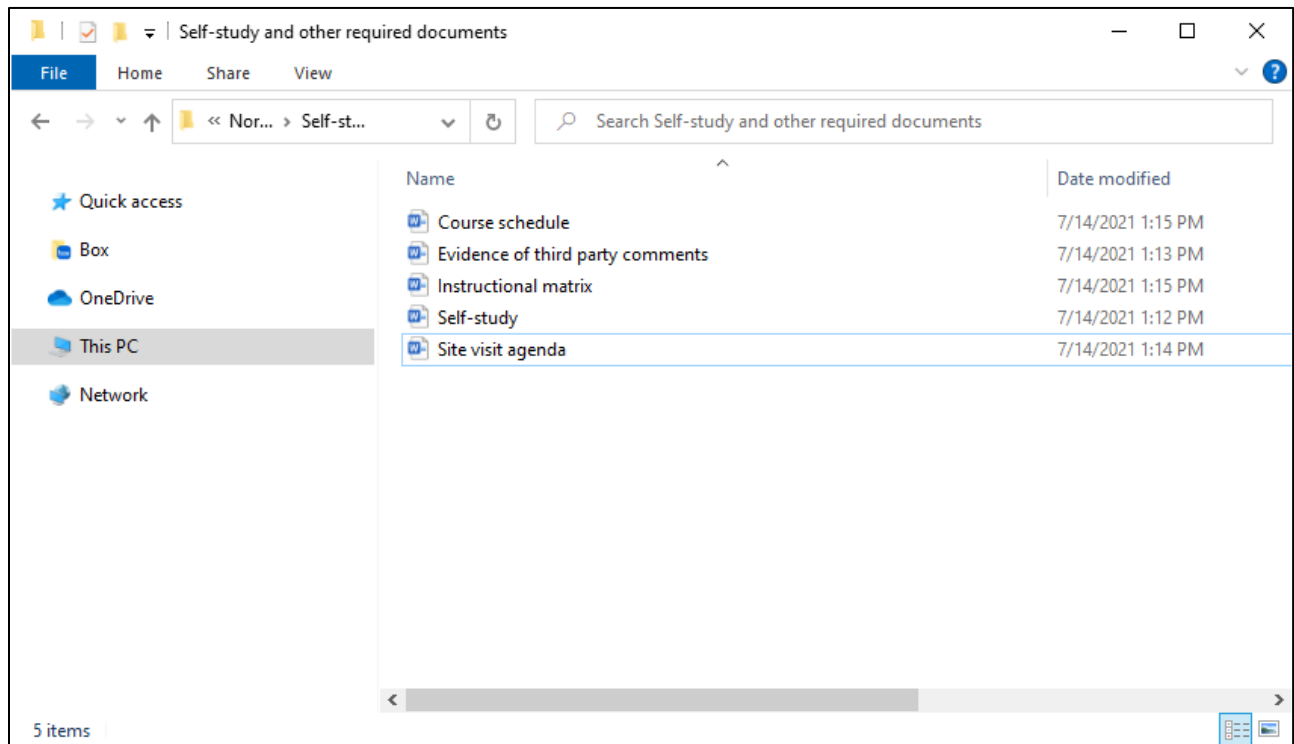 Self-study and other required documents
File Home Share View
« Nor... › Self-st... Search Self-study and other required documents
Name Date modified
Quick access
Box
OneDrive
This PC
Network
Course schedule 7/14/2021 1:15 PM
Evidence of third party comments 7/14/2021 1:13 PM
Instructional matrix 7/14/2021 1:15 PM
Self-study 7/14/2021 1:12 PM
Site visit agenda 7/14/2021 1:14 PM
5 items